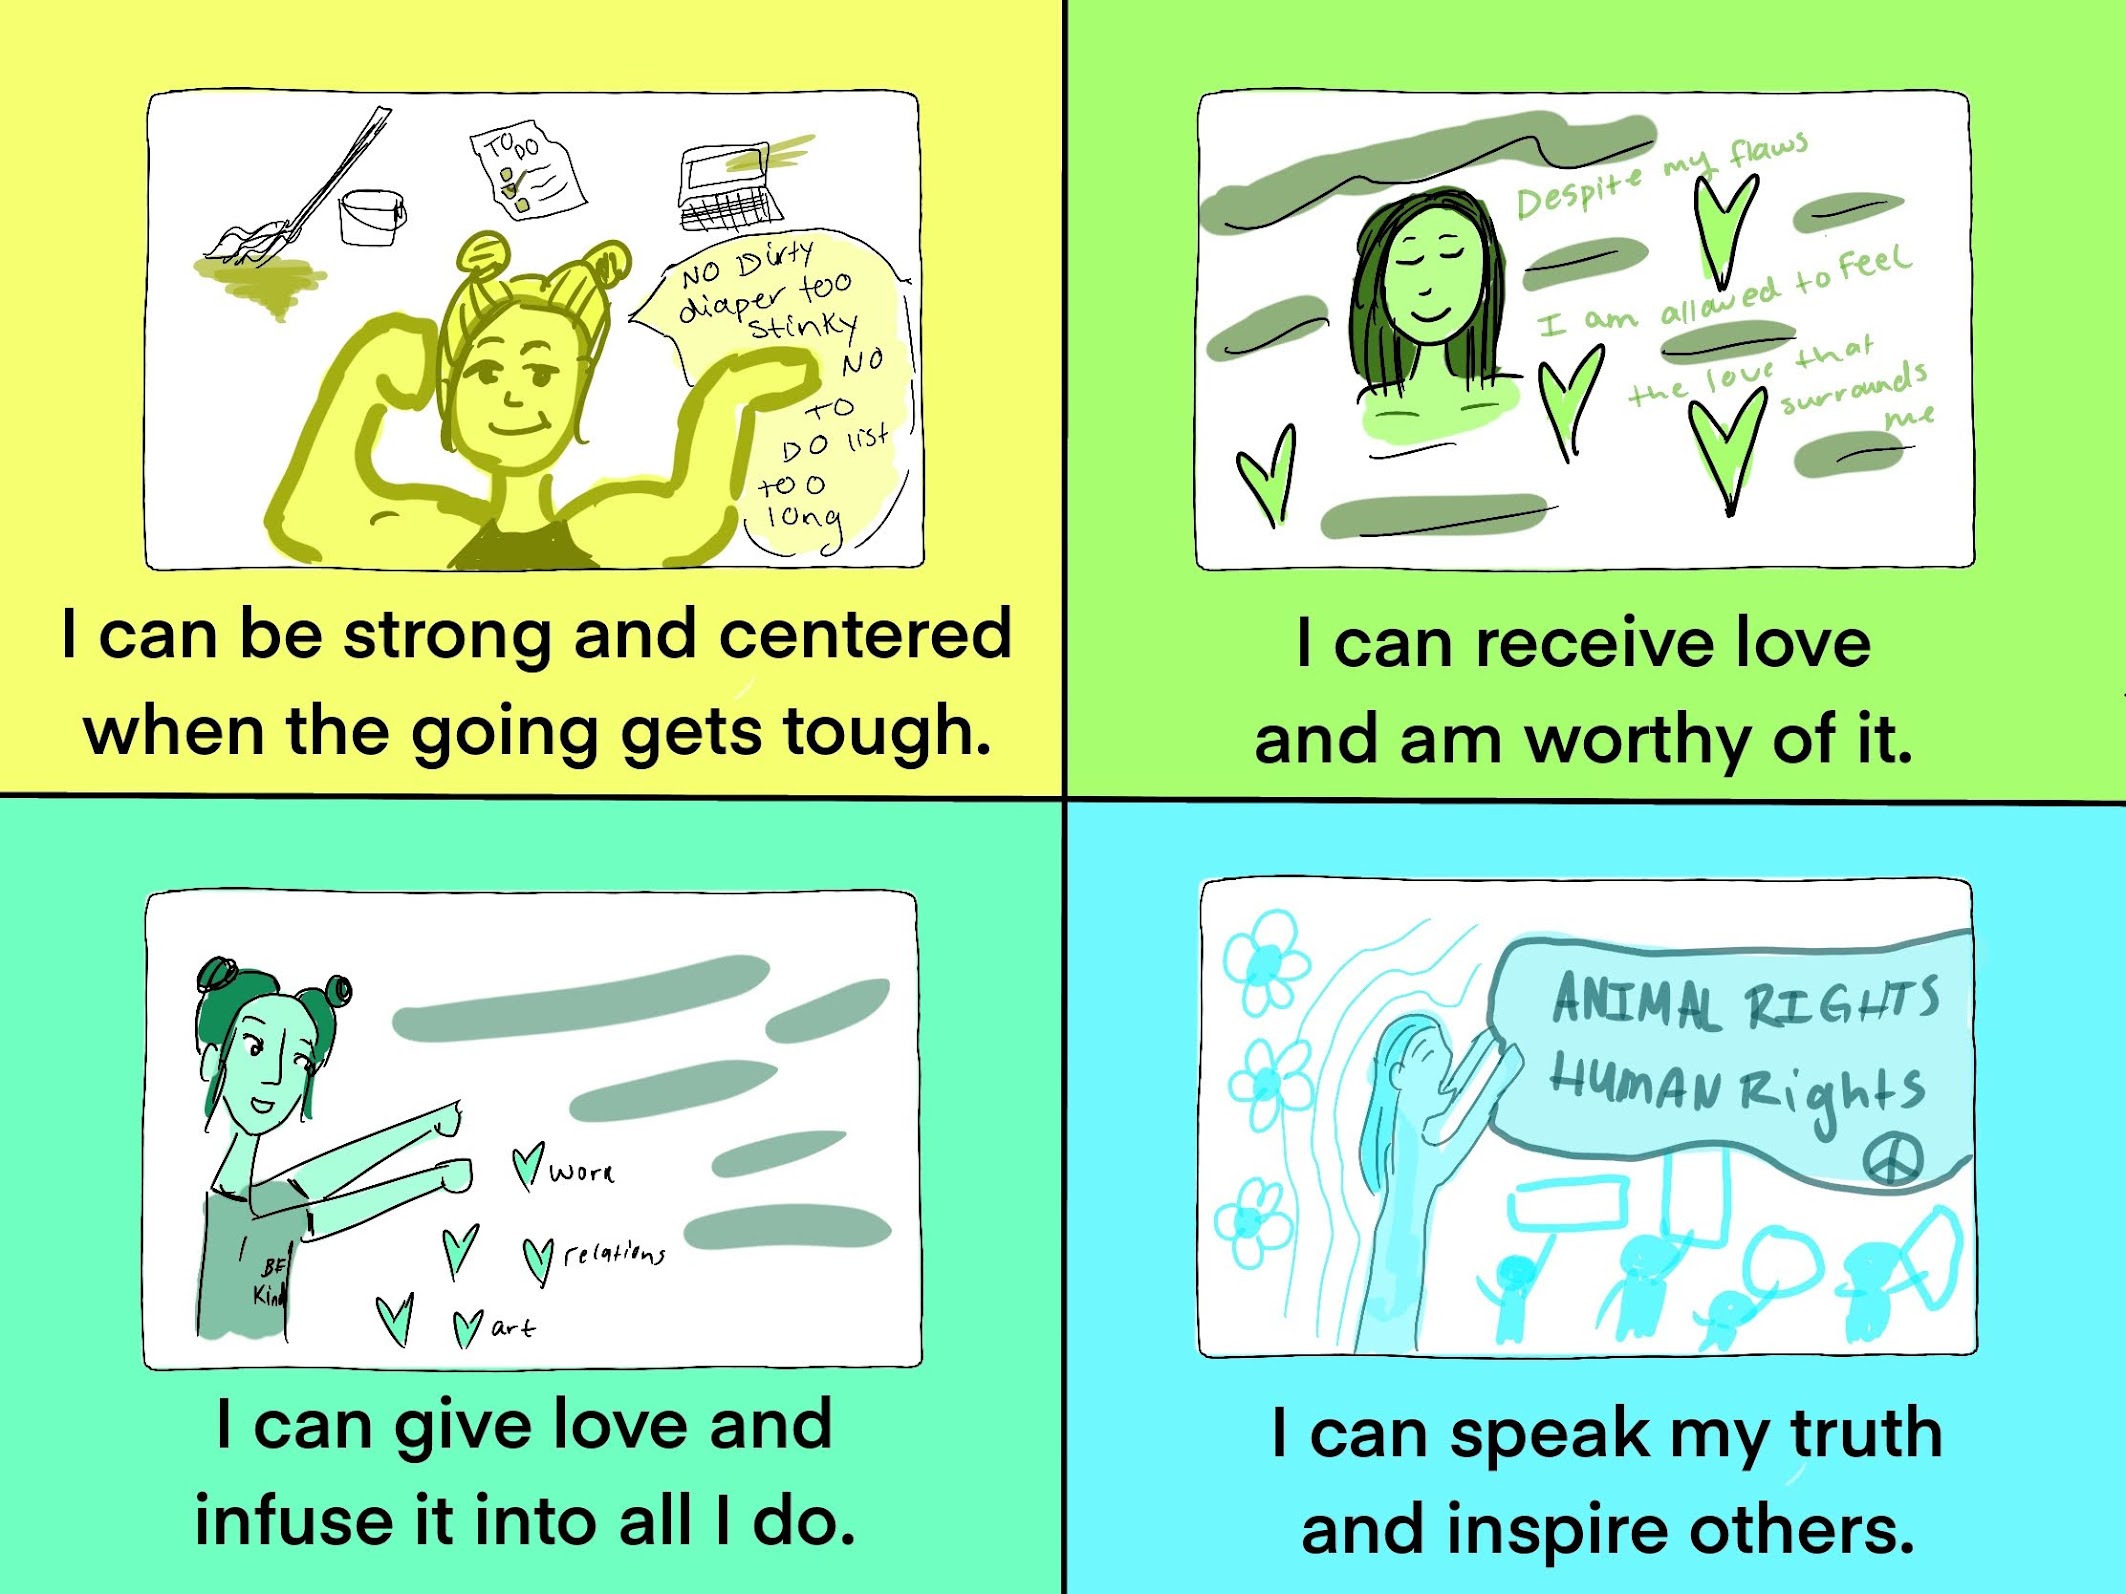 TO
DO
NO Dirty
diaper too
stinky
NO
TO
DO list
too
long
I can be strong and centered
when the going gets tough.
Despite my flaws
I am allowed to Feel
the love that
surrounds
me
I can receive love
and am worthy of it.
BE
Kind
work
relations
art
I can give love and
infuse it into all I do.
ANIMAL RIGHTS
HUMAN Rights
I can speak my truth
and inspire others.